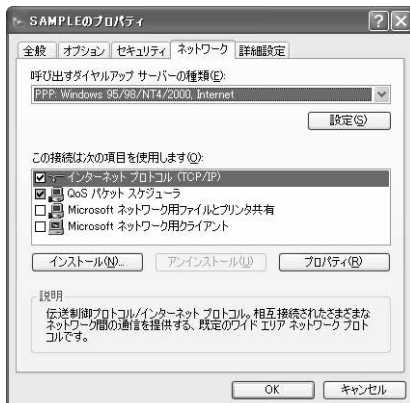 SAMPLEのプロパティ
全般 オプション セキュリティ ネットワーク 詳細設定
呼び出すダイヤルアップ サーバーの種類(E):
PPP: Windows 95/98/NT4/2000, Internet
設定(S)
この接続は次の項目を使用します(O):
インターネット プロトコル (TCP/IP)
QoS パケット スケジューラ
Microsoft ネットワーク用ファイルとプリンタ共有
Microsoft ネットワーク用クライアント
インストール(N)... アンインストール(U) プロパティ(R)
説明
伝送制御プロトコル/インターネット プロトコル。相互接続されたさまざまな
ネットワーク間の通信を提供する、既定のワイド エリア ネットワーク プロト
コルです。
OK キャンセル